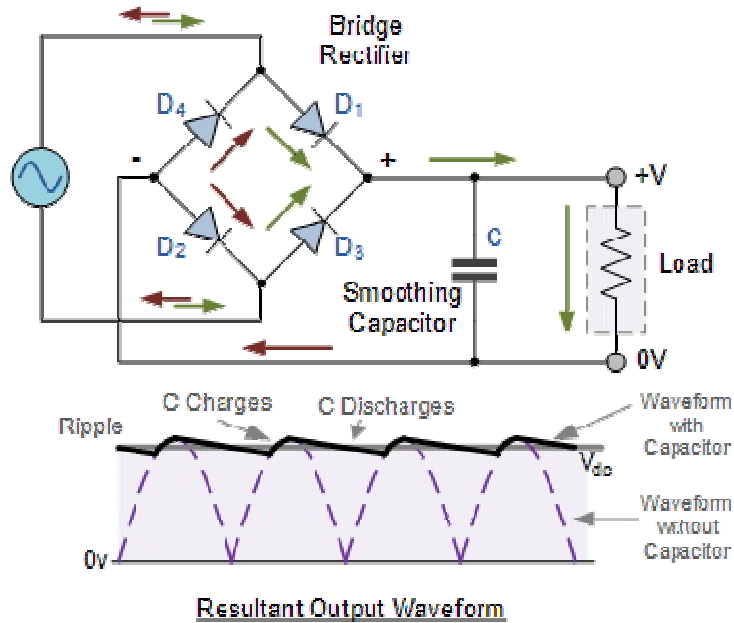 Bridge
Rectifier
D4
D1
-
+
+V
D2
D3
C
Load
Smoothing
Capacitor
0V
C Charges
C Discharges
Waveform
with
Capacitor
Ripple
Vdc
Waveform
without
Capacitor
0v
Resultant Output Waveform